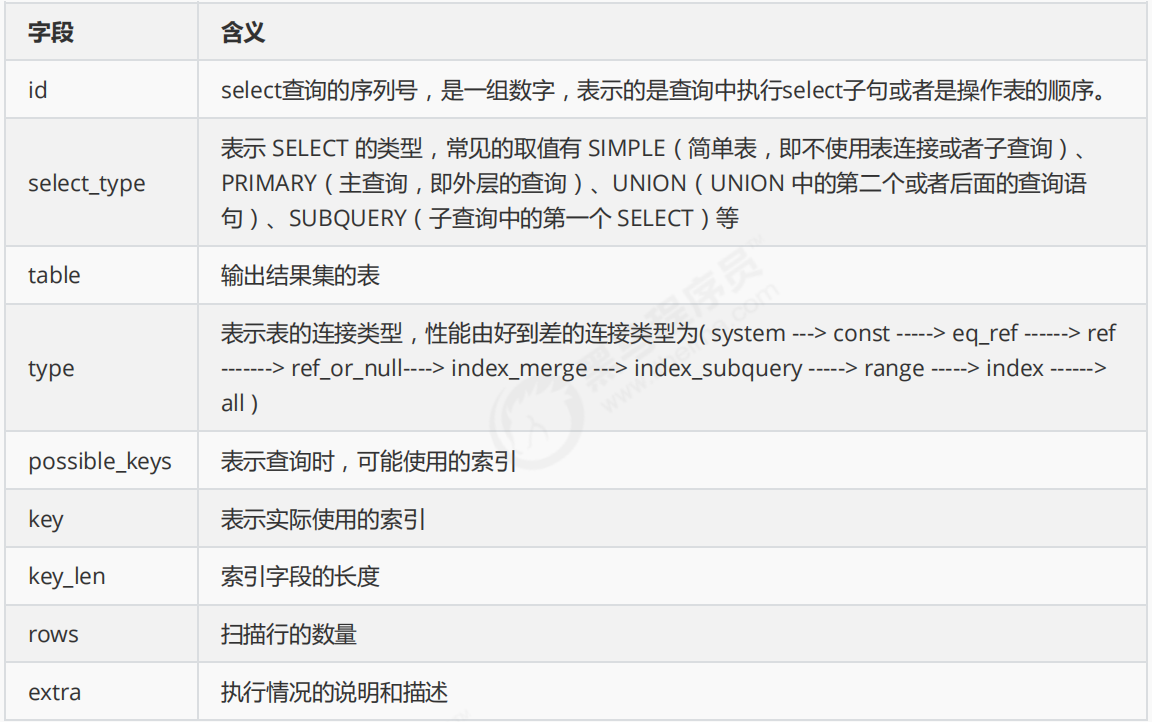 字段 含义
id select查询的序列号，是一组数字，表示的是查询中执行select子句或者是操作表的顺序。
select_type 表示 SELECT 的类型，常见的取值有 SIMPLE（简单表，即不使用表连接或者子查询）、
PRIMARY（主查询，即外层的查询）、UNION（UNION 中的第二个或者后面的查询语
句）、SUBQUERY（子查询中的第一个 SELECT）等
table 输出结果集的表
type 表示表的连接类型，性能由好到差的连接类型为( system ---> const -----> eq_ref ------> ref
-------> ref_or_null----> index_merge ---> index_subquery -----> range -----> index ------>
all )
possible_keys 表示查询时，可能使用的索引
key 表示实际使用的索引
key_len 索引字段的长度
rows 扫描行的数量
extra 执行情况的说明和描述